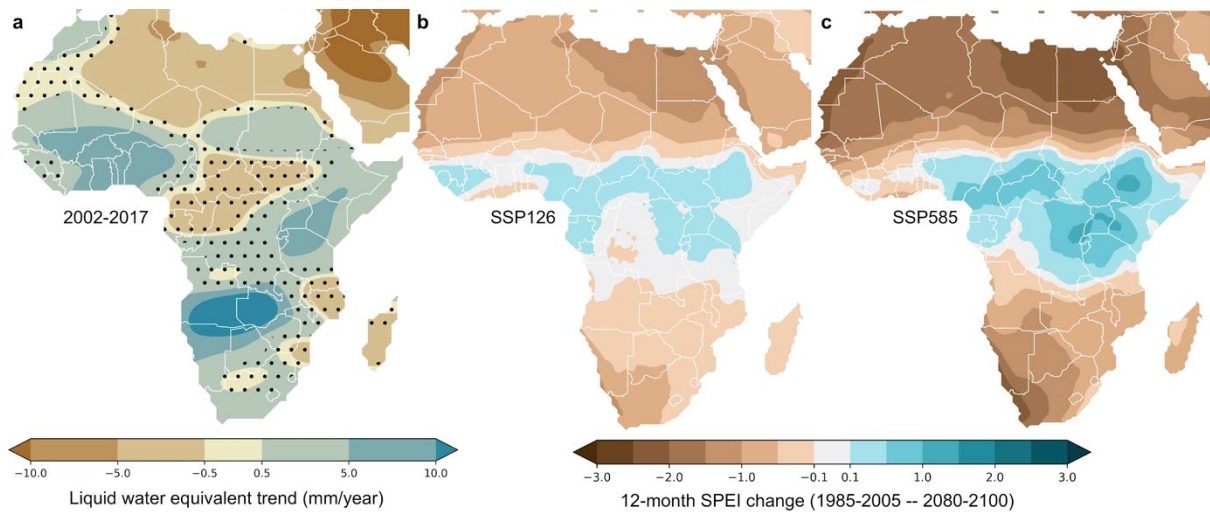 a
b
c
2002-2017
SSP126
SSP585
−10.0 −5.0 −0.5 0.5 5.0 10.0
Liquid water equivalent trend (mm/year)
−3.0 −2.0 −1.0 −0.1 0.1 1.0 2.0 3.0
12-month SPEI change (1985-2005 -- 2080-2100)